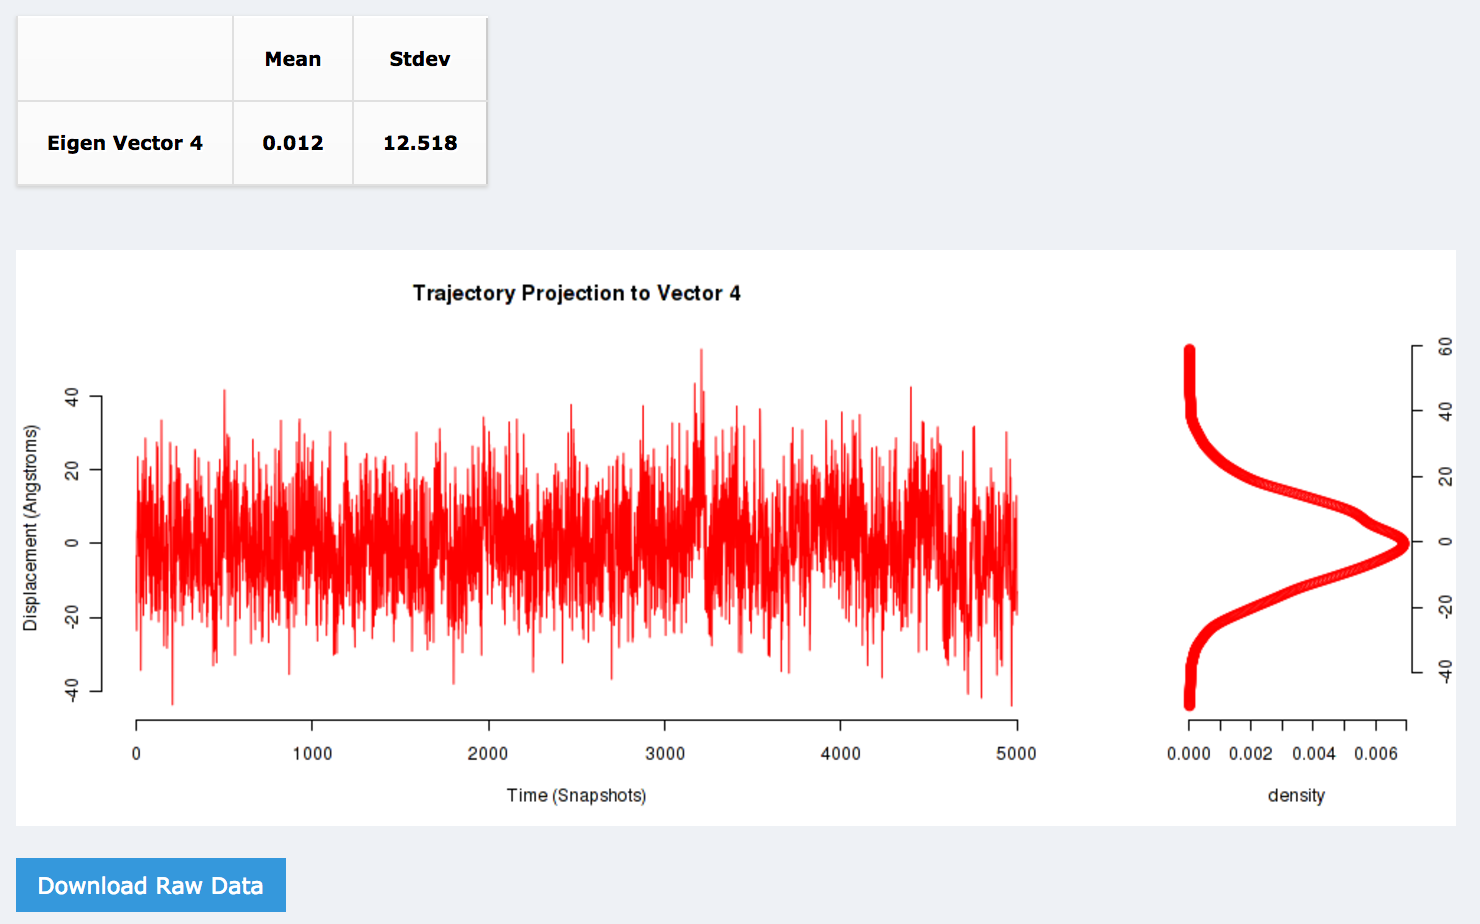 Mean Stdev
Eigen Vector 4 0.012 12.518
Trajectory Projection to Vector 4
Displacement (Angstroms)
40
20
0
-20
-40
0 1000 2000 3000 4000 5000
Time (Snapshots)
60
40
20
0
-20
-40
0.000 0.002 0.004 0.006
density
Download Raw Data